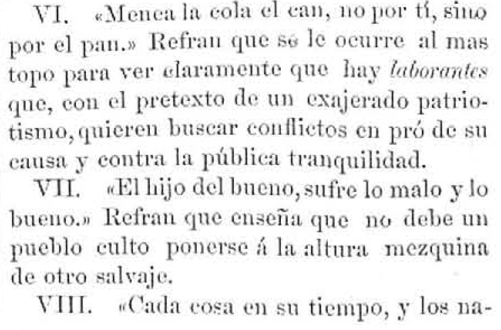 VI. «Menea la cola el can, no por tí, sino
por el pan.» Refran que se le ocurre al mas
topo para ver claramente que hay laborantes
que, con el pretexto de un exajerado patrio-
tismo, quieren buscar conflictos en pró de su
causa y contra la pública tranquilidad.
VII. «El hijo del bueno, sufre lo malo y lo
bueno.» Refran que enseña que no debe un
pueblo culto ponerse á la altura mezquina
de otro salvaje.
VIII. «Cada cosa en su tiempo, y los na-